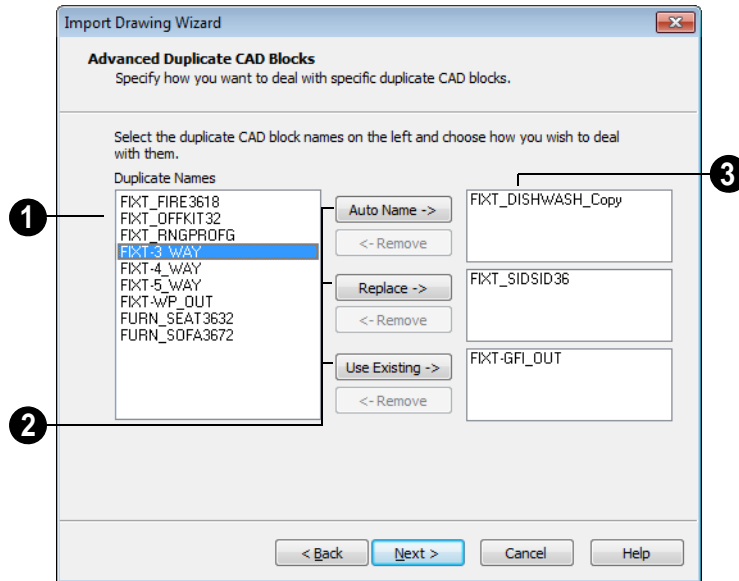 Import Drawing Wizard
Advanced Duplicate CAD Blocks
Specify how you want to deal with specific duplicate CAD blocks.
Select the duplicate CAD block names on the left and choose how you wish to de
with them.
Duplicate Names
FIXT_FIRE3618
FIXT_OFFKIT32
FIXT_RNGPROFG
FIXT-3_WAY
FIXT-4_WAY
FIXT-5_WAY
FIXT-WP_OUT
FURN_SEAT3632
FURN_SOFA3672
Auto Name ->
<- Remove
Replace ->
<- Remove
Use Existing ->
<- Remove
FIXT_DISHWASH_Copy
FIXT_SIDSID36
FIXT-GFI_OUT
1
2
3
< Back
Next >
Cancel
Help